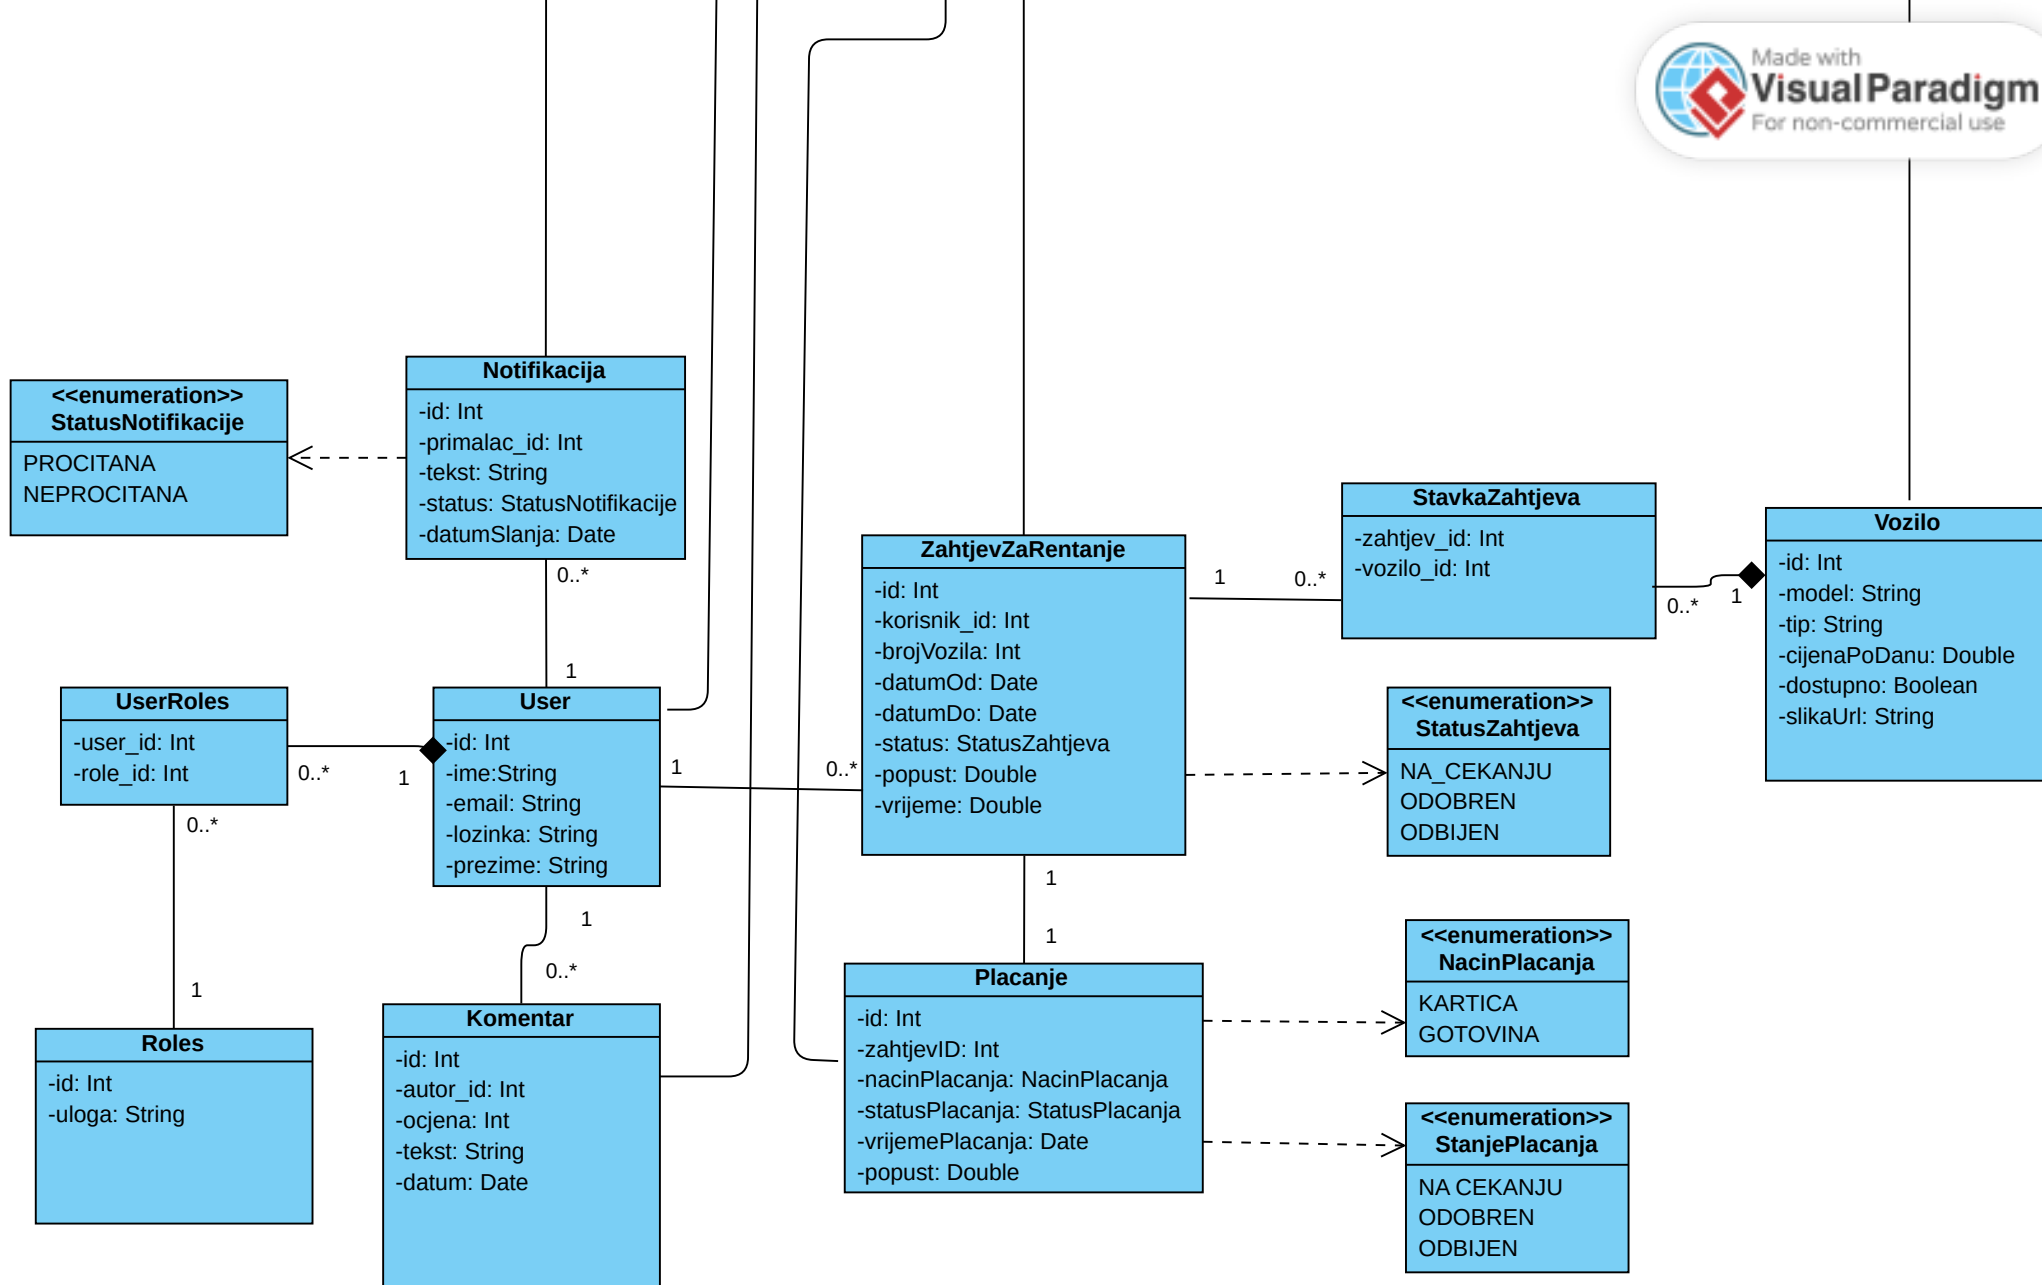 Made with
Visual Paradigm
For non-commercial use
<<enumeration>>
StatusNotifikacije
PROCITANA
NEPROCITANA
Notifikacija
-id: Int
-primalac_id: Int
-tekst: String
-status: StatusNotifikacije
-datumSlanja: Date
0..*
1
UserRoles
-user_id: Int
-role_id: Int
0..*
1
0..*
1
User
-id: Int
-ime:String
-email: String
-lozinka: String
-prezime: String
1
0..*
1
0..*
Roles
-id: Int
-uloga: String
Komentar
-id: Int
-autor_id: Int
-ocjena: Int
-tekst: String
-datum: Date
ZahtjevZaRentanje
-id: Int
-korisnik_id: Int
-brojVozila: Int
-datumOd: Date
-datumDo: Date
-status: StatusZahtjeva
-popust: Double
-vrijeme: Double
1
0..*
1
1
StavkaZahtjeva
-zahtjev_id: Int
-vozilo_id: Int
0..*
1
Vozilo
-id: Int
-model: String
-tip: String
-cijenaPoDanu: Double
-dostupno: Boolean
-slikaUrl: String
<<enumeration>>
StatusZahtjeva
NA_CEKANJU
ODOBREN
ODBIJEN
Placanje
-id: Int
-zahtjevID: Int
-nacinPlacanja: NacinPlacanja
-statusPlacanja: StatusPlacanja
-vrijemePlacanja: Date
-popust: Double
<<enumeration>>
NacinPlacanja
KARTICA
GOTOVINA
<<enumeration>>
StanjePlacanja
NA CEKANJU
ODOBREN
ODBIJEN